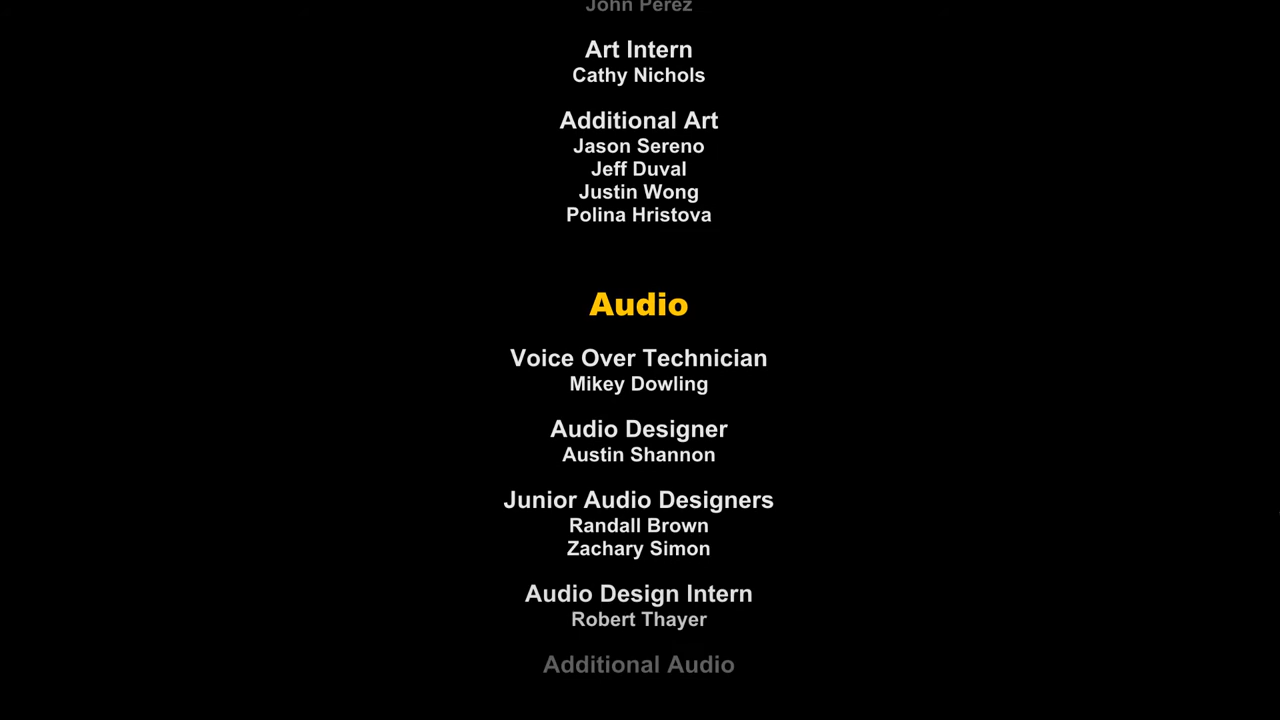 John Perez
Art Intern
Cathy Nichols
Additional Art
Jason Sereno
Jeff Duval
Justin Wong
Polina Hristova
Audio
Voice Over Technician
Mikey Dowling
Audio Designer
Austin Shannon
Junior Audio Designers
Randall Brown
Zachary Simon
Audio Design Intern
Robert Thayer
Additional Audio